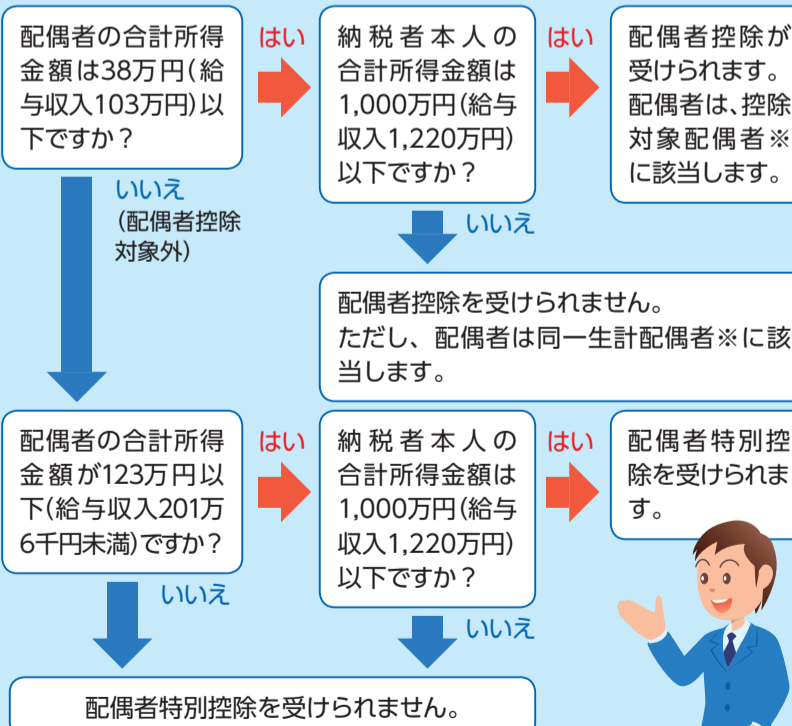 配偶者の合計所得
金額は38万円(給
与収入103万円)以
下ですか？
はい
納税者本人の
合計所得金額は
1,000万円(給与
収入1,220万円)
以下ですか？
はい
配偶者控除が
受けられます。
配偶者は、控除
対象配偶者※
に該当します。
いいえ
(配偶者控除
対象外)
いいえ
配偶者控除を受けられません。
ただし、配偶者は同一生計配偶者※に該
当します。
配偶者の合計所得
金額が123万円以
下(給与収入201万
6千円未満)ですか？
はい
納税者本人の
合計所得金額は
1,000万円(給与
収入1,220万円)
以下ですか？
はい
配偶者特別控
除を受けられま
す。
いいえ
いいえ
配偶者特別控除を受けられません。